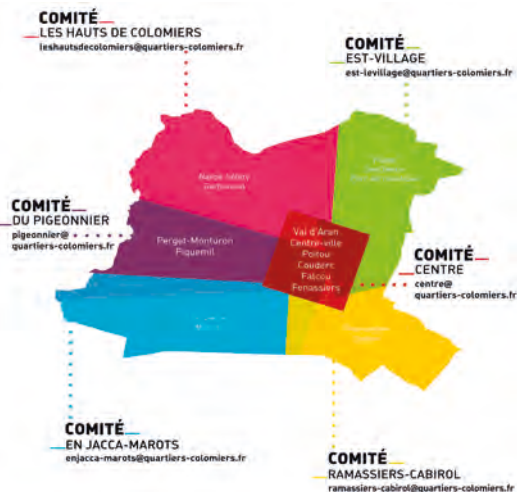 COMITÉ
LES HAUTS DE COLOMIERS
leshautsdecolomiers@quartiers-colomiers.fr
COMITÉ
EST-VILLAGE
est-levillage@quartiers-colomiers.fr
COMITÉ
DU PIGEONNIER
pigeonnier@
quartiers-colomiers.fr
Perget-Monturon
Piquemil
Val d'Aran
Centre-ville
Poitou
Couderc
Falcou
Fenassiers
COMITÉ
CENTRE
centre@
quartiers-colomiers.fr
COMITÉ
EN JACCA-MAROTS
enjacca-marots@quartiers-colomiers.fr
COMITÉ
RAMASSIERS-CABIROL
ramassiers-cabirol@quartiers-colomiers.fr